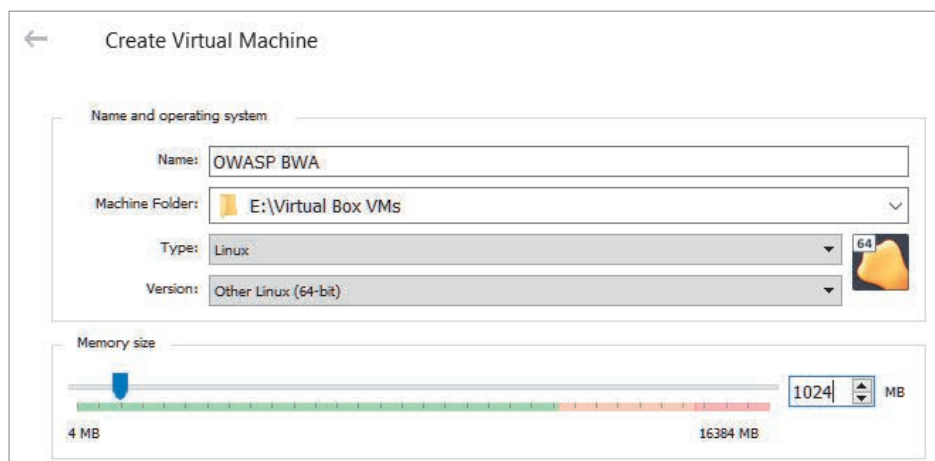 Create Virtual Machine
Name and operating system
Name: OWASP BWA
Machine Folder: E:\Virtual Box VMs
Type: Linux
64
Version: Other Linux (64-bit)
Memory size
1024 MB
4 MB 16384 MB